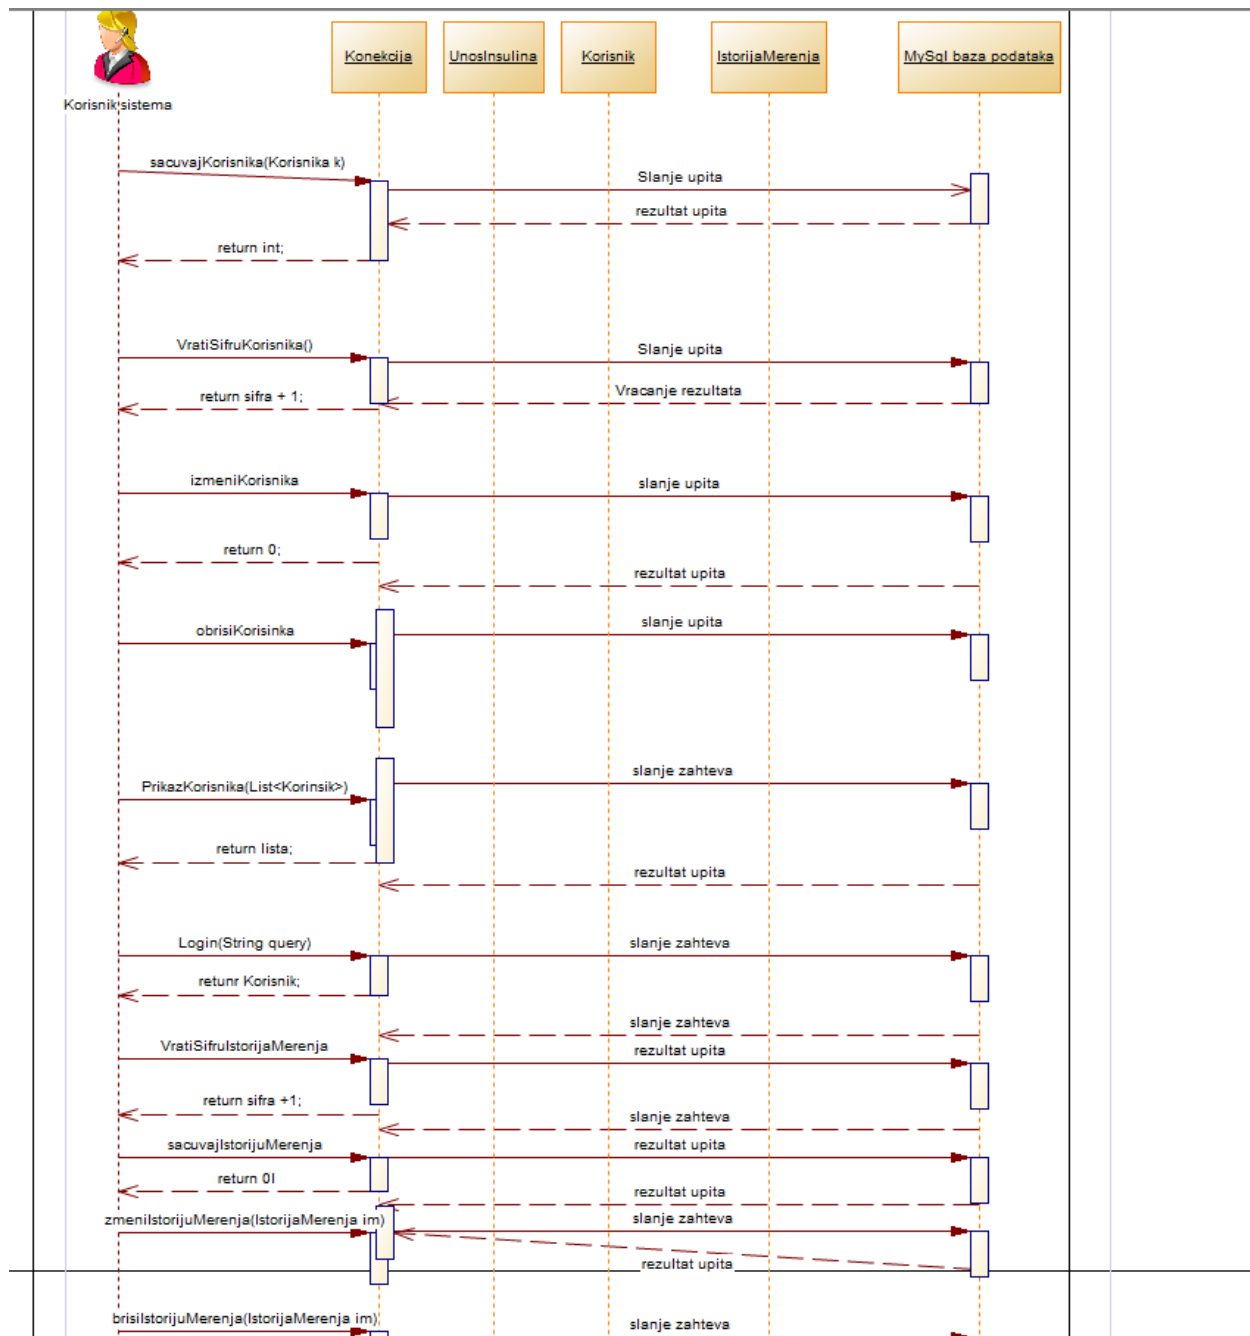 Konekcija
UnosInsulina
Korisnik
IstorijaMerenja
MySql baza podataka
Korisnik sistema
sacuvajKorisnika(Korisnika k)
Slanje upita
rezultat upita
return int;
VratiSifruKorisnika()
Slanje upita
Vracanje rezultata
return sifra + 1;
izmeniKorisnika
slanje upita
return 0;
rezultat upita
slanje upita
obrisiKorisinka
slanje zahteva
PrikazKorisnika(List<Korinsik>)
return lista;
rezultat upita
Login(String query)
slanje zahteva
retunr Korisnik;
slanje zahteva
VratiSifruIstorijaMerenja
rezultat upita
return sifra +1;
slanje zahteva
sacuvajIstorijuMerenja
rezultat upita
return 0I
rezultat upita
zmeniIstorijuMerenja(IstorijaMerenja im)
slanje zahteva
rezultat upita
brisiIstorijuMerenja(IstorijaMerenja im)
slanje zahteva